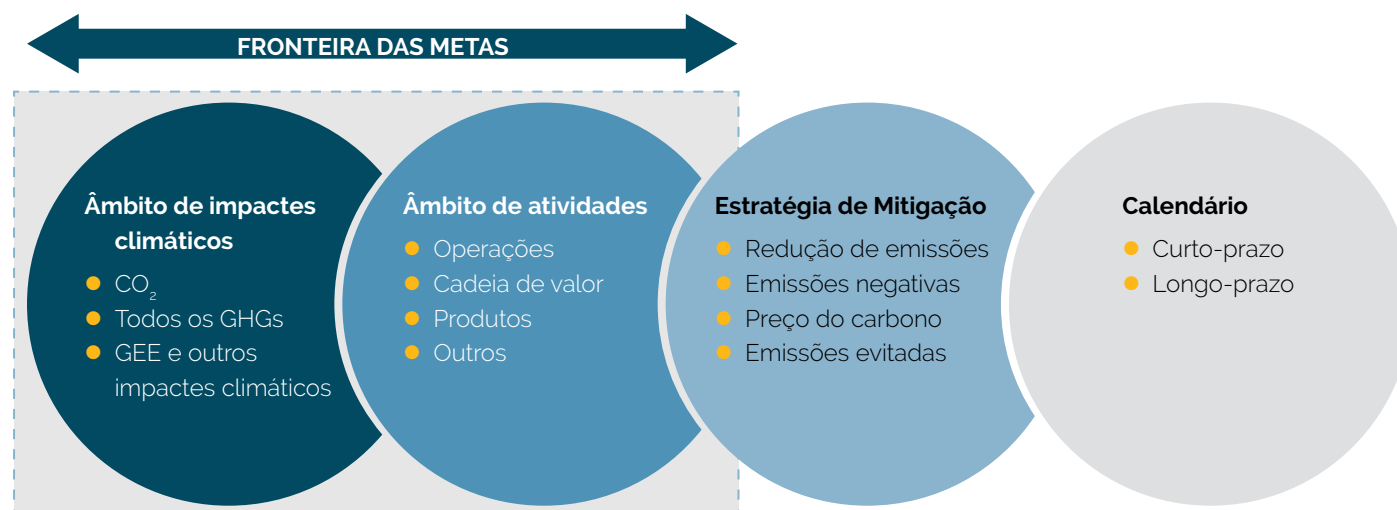 FRONTEIRA DAS METAS
Âmbito de impactes
climáticos
CO₂
Todos os GHGs
GEE e outros
impactes climáticos
Âmbito de atividades
Operações
Cadeia de valor
Produtos
Outros
Estratégia de Mitigação
Redução de emissões
Emissões negativas
Preço do carbono
Emissões evitadas
Calendário
Curto-prazo
Longo-prazo